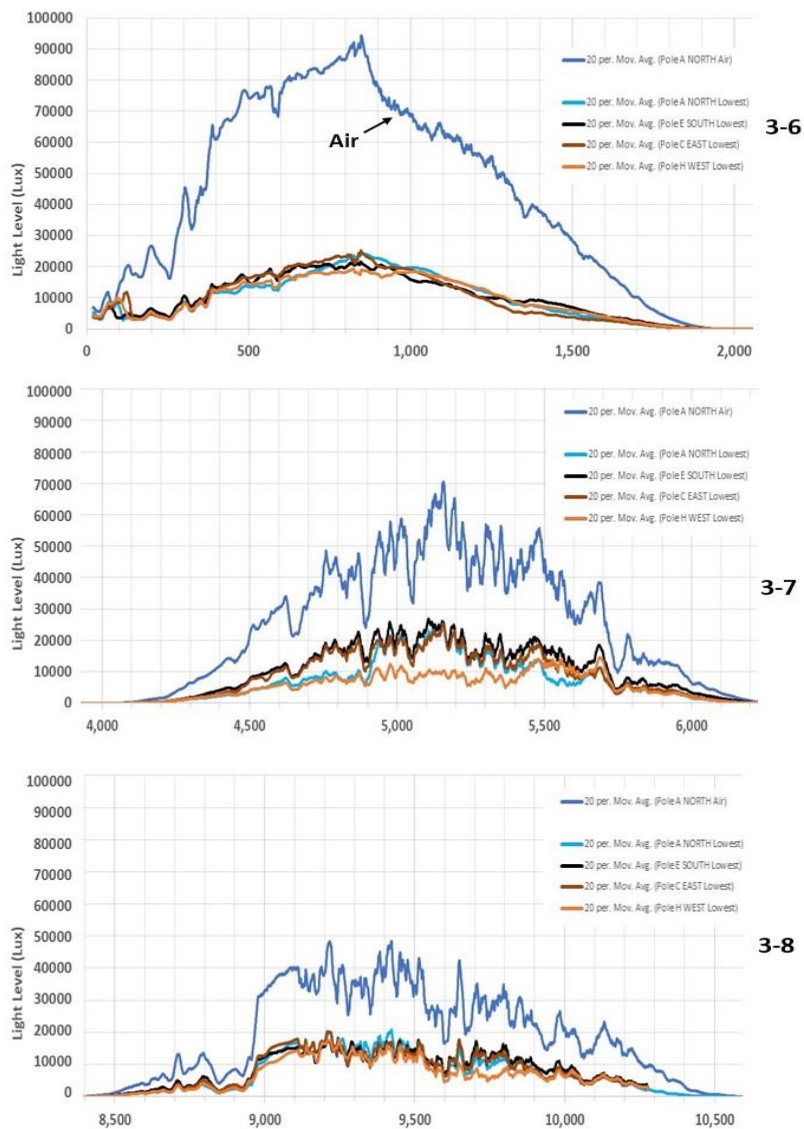 100000
90000
80000
70000
60000
50000
40000
30000
20000
10000
0
Light Level (Lux)
0 500 1,000 1,500 2,000
Air
20 per. Mov. Avg. (Pole A NORTH Air)
20 per. Mov. Avg. (Pole A NORTH Lowest)
20 per. Mov. Avg. (Pole E SOUTH Lowest)
20 per. Mov. Avg. (Pole C EAST Lowest)
20 per. Mov. Avg. (Pole H WEST Lowest)
3-6
100000
90000
80000
70000
60000
50000
40000
30000
20000
10000
0
Light Level (Lux)
4,000 4,500 5,000 5,500 6,000
20 per. Mov. Avg. (Pole A NORTH Air)
20 per. Mov. Avg. (Pole A NORTH Lowest)
20 per. Mov. Avg. (Pole E SOUTH Lowest)
20 per. Mov. Avg. (Pole C EAST Lowest)
20 per. Mov. Avg. (Pole H WEST Lowest)
3-7
100000
90000
80000
70000
60000
50000
40000
30000
20000
10000
0
Light Level (Lux)
8,500 9,000 9,500 10,000 10,500
20 per. Mov. Avg. (Pole A NORTH Air)
20 per. Mov. Avg. (Pole A NORTH Lowest)
20 per. Mov. Avg. (Pole E SOUTH Lowest)
20 per. Mov. Avg. (Pole C EAST Lowest)
20 per. Mov. Avg. (Pole H WEST Lowest)
3-8